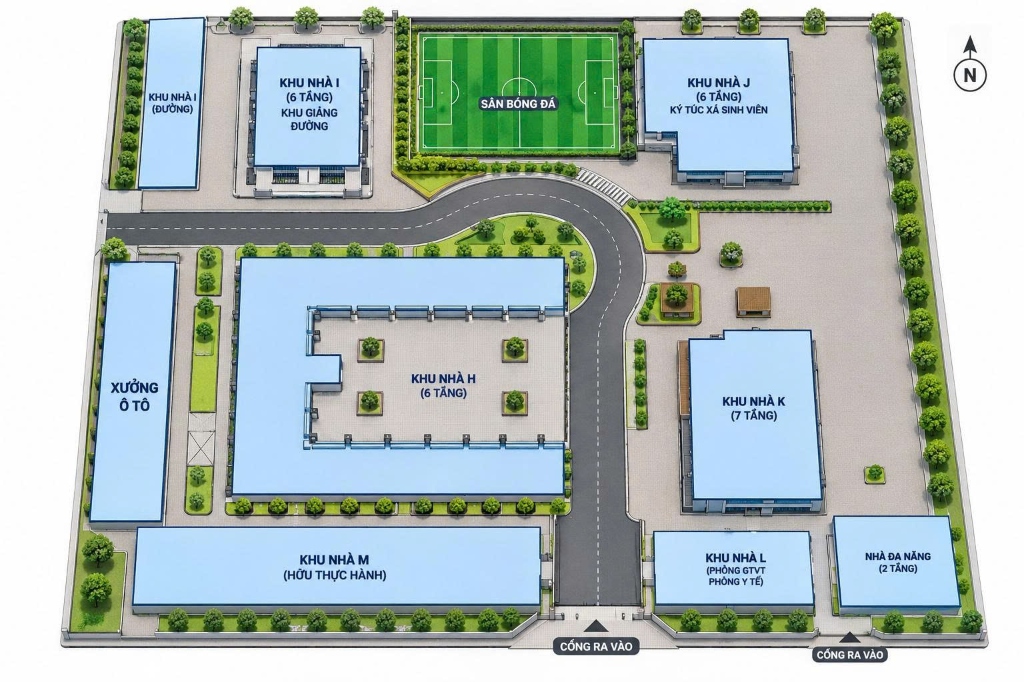 KHU NHÀ I
(ĐƯỜNG)
KHU NHÀ I
(6 TẦNG)
KHU GIẢNG
ĐƯỜNG
SÂN BÓNG ĐÁ
KHU NHÀ J
(6 TẦNG)
KÝ TÚC XÁ SINH VIÊN
N
XƯỞNG
Ô TÔ
KHU NHÀ H
(6 TẦNG)
KHU NHÀ K
(7 TẦNG)
KHU NHÀ M
(HỮU THỰC HÀNH)
KHU NHÀ L
(PHÒNG GTVT
PHÒNG Y TẾ)
NHÀ ĐA NĂNG
(2 TẦNG)
CỔNG RA VÀO
CỔNG RA VÀO